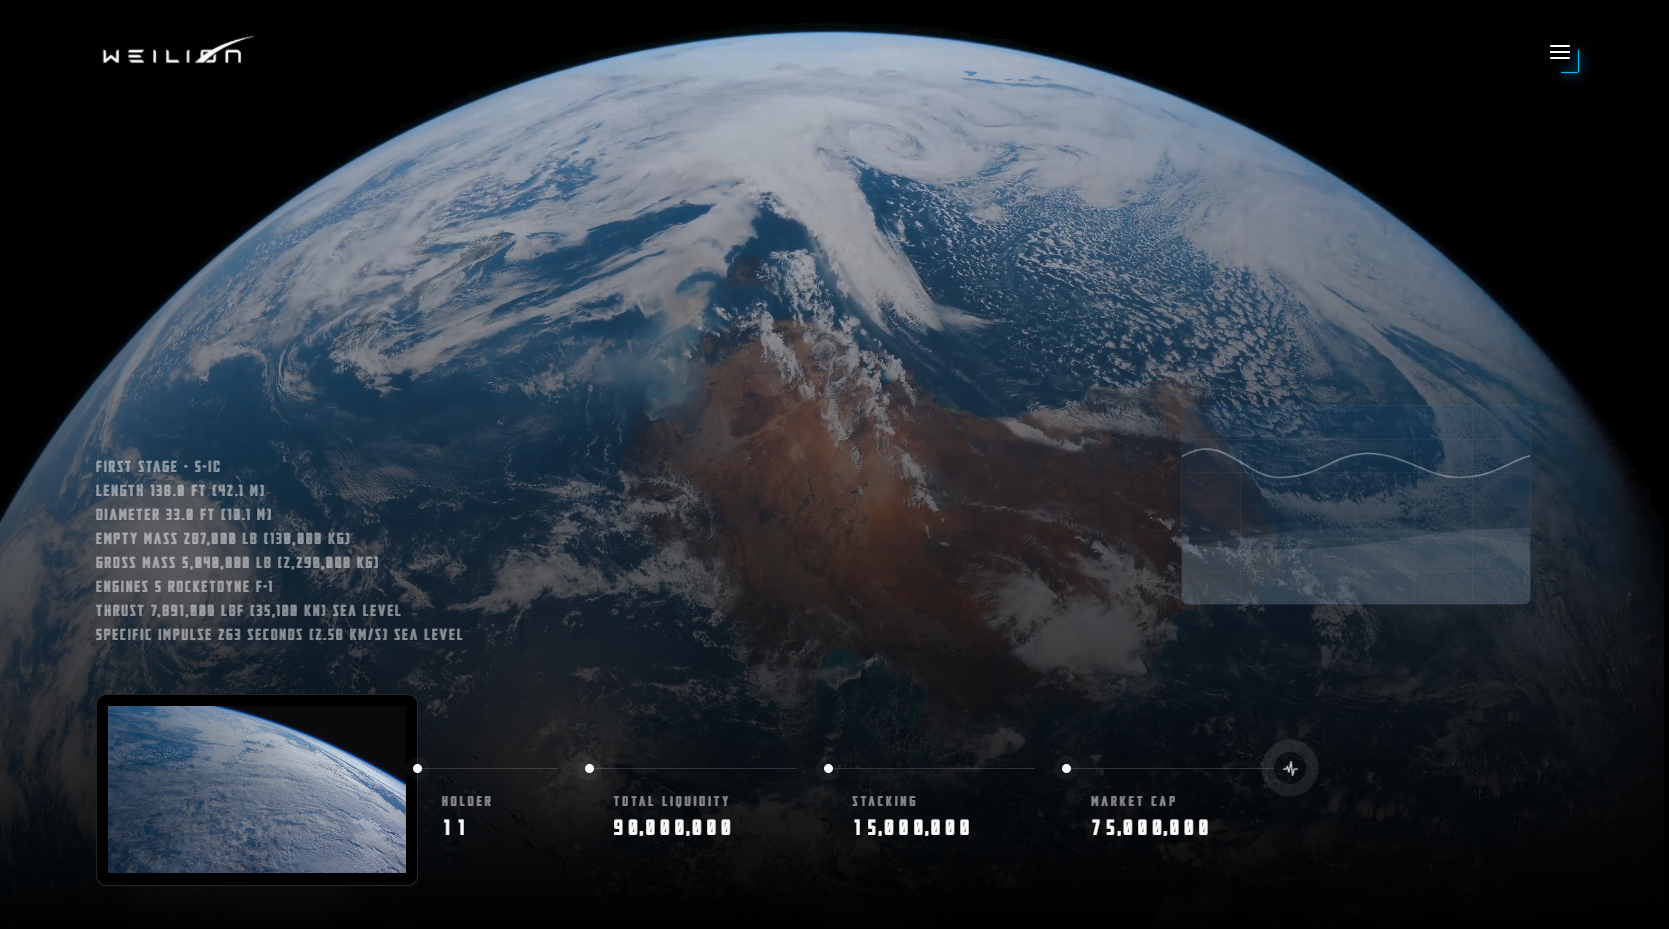 WEILION
FIRST STAGE - S-IC
LENGTH 138.0 FT (42.1 M)
DIAMETER 33.0 FT (10.1 M)
EMPTY MASS 287,000 LB (130,000 KG)
GROSS MASS 5,040,000 LB (2,290,000 KG)
ENGINES 5 ROCKETDYNE F-1
THRUST 7,891,000 LBF (35,100 KN) SEA LEVEL
SPECIFIC IMPULSE 263 SECONDS (2.58 KM/S) SEA LEVEL
HOLDER
11
TOTAL LIQUIDITY
90,000,000
STACKING
15,000,000
MARKET CAP
75,000,000